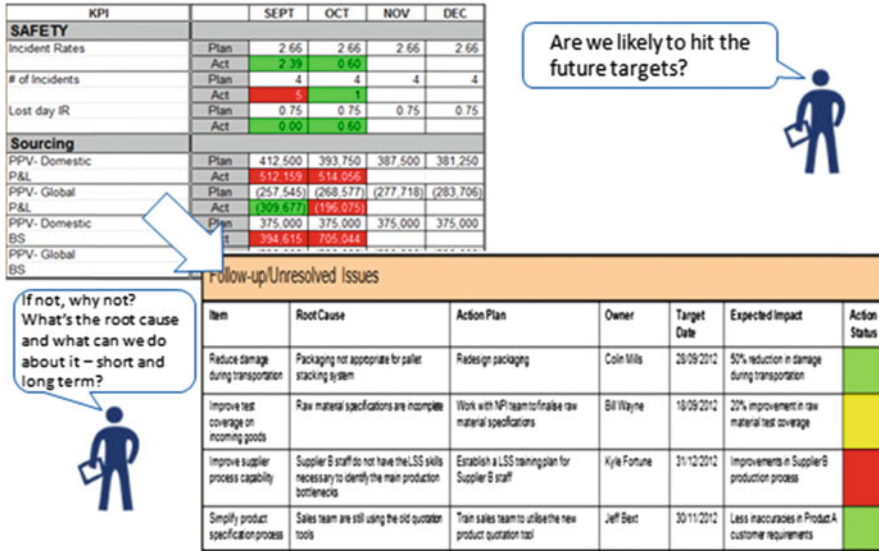 KPI SEPT OCT NOV DEC
SAFETY
Incident Rates Plan 2.66 2.66 2.66 2.66
Act 2.39 0.60
# of Incidents Plan 4 4 4 4
Act 5 1
Lost day IR Plan 0.75 0.75 0.75 0.75
Act 0.00 0.60
Sourcing
PPV- Domestic Plan 412,500 393,750 387,500 381,250
P&L Act 512,159 514,056
PPV- Global Plan (257,545) (268,577) (277,718) (283,706)
P&L Act (309,677) (196,075)
PPV- Domestic Plan 375,000 375,000 375,000 375,000
BS Act 394,615 705,044
PPV- Global
BS
Are we likely to hit the
future targets?
If not, why not?
What's the root cause
and what can we do
about it – short and
long term?
Follow-up/Unresolved Issues
Item Root Cause Action Plan Owner Target Expected Impact Action
Date Status
Reduce damage Packaging not appropriate for pallet Redesign packaging Colin Mills 28/09/2012 50% reduction in damage
during transportation stacking system during transportation
Improve test Raw material specifications are incomplete Work with NPI team to finalise raw Bill Wayne 18/09/2012 20% improvement in raw
coverage on material specifications material test coverage
incoming goods
Improve supplier Supplier B staff do not have the LSS skills Establish a LSS training plan for Kyle Fortune 31/12/2012 Improvements in Supplier B
process capability necessary to identify the main production Supplier B staff production process
bottlenecks
Simplify product Sales team are still using the old quotation Train sales team to utilise the new Jeff Bext 30/11/2012 Less inaccuracies in Product A
specification process tools product quotation tool customer requirements